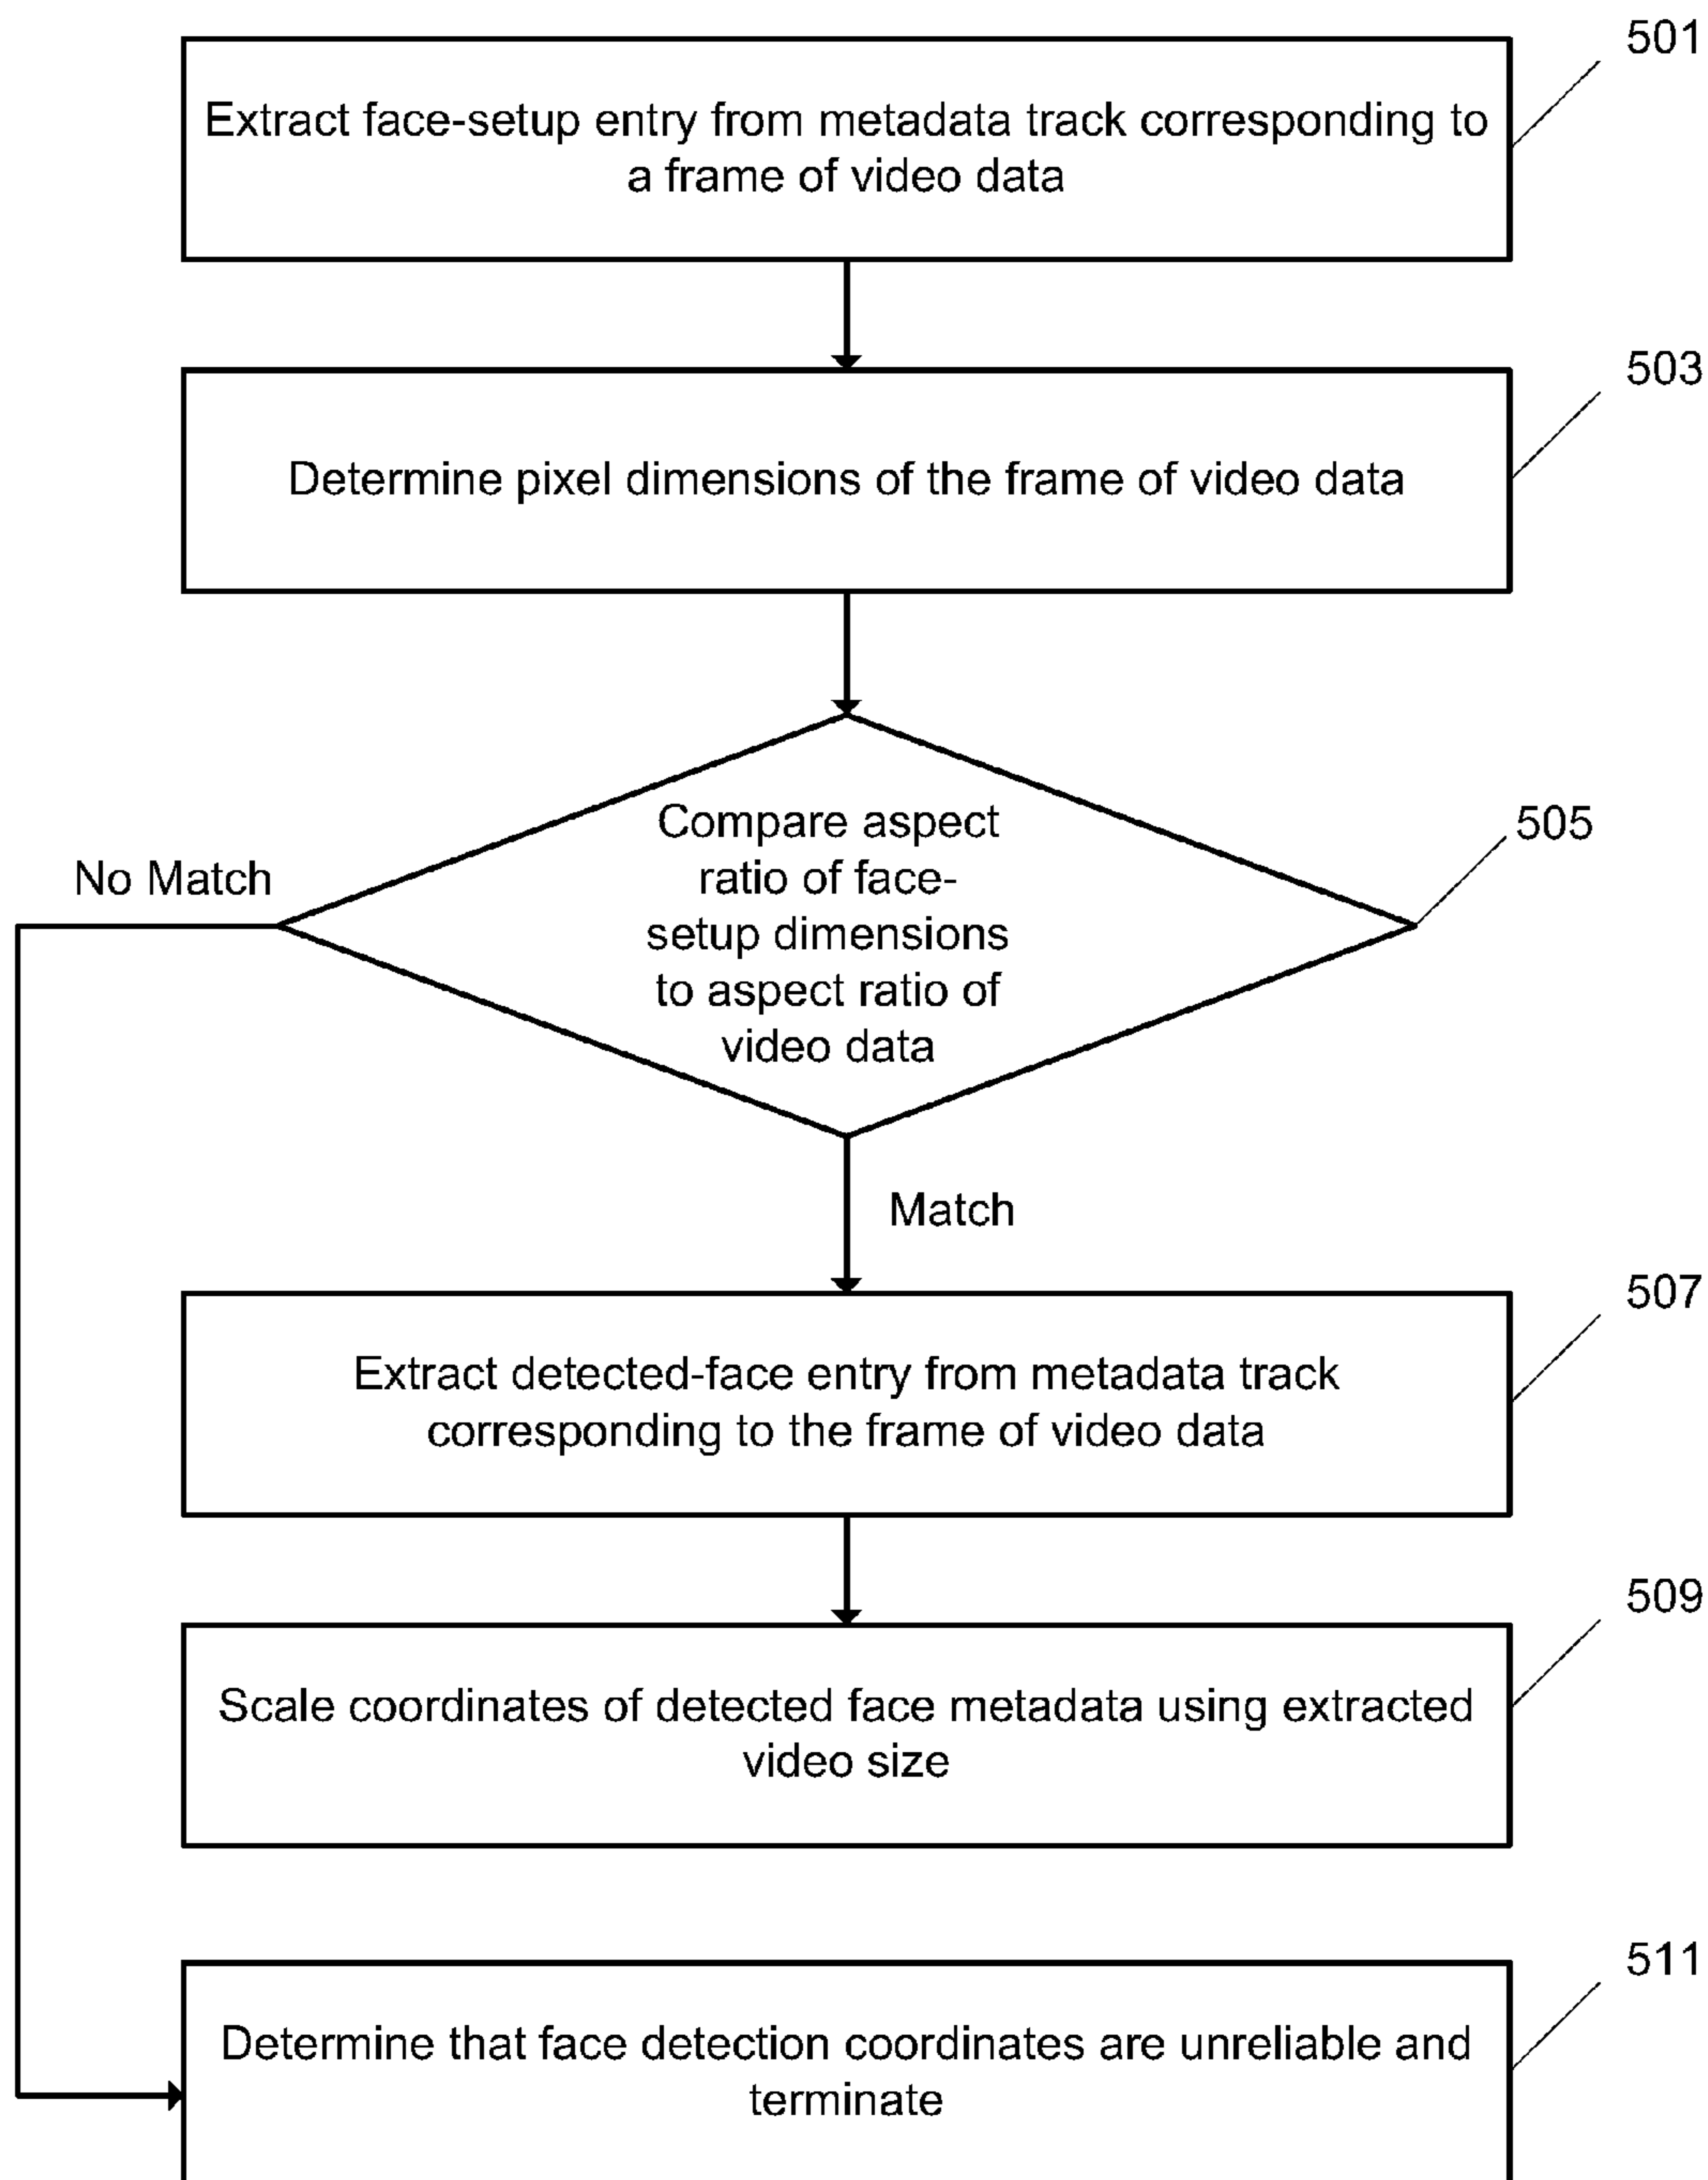 501
Extract face-setup entry from metadata track corresponding to
a frame of video data
503
Determine pixel dimensions of the frame of video data
Compare aspect
ratio of face-
setup dimensions
to aspect ratio of
video data
505
No Match
Match
507
Extract detected-face entry from metadata track
corresponding to the frame of video data
509
Scale coordinates of detected face metadata using extracted
video size
511
Determine that face detection coordinates are unreliable and
terminate